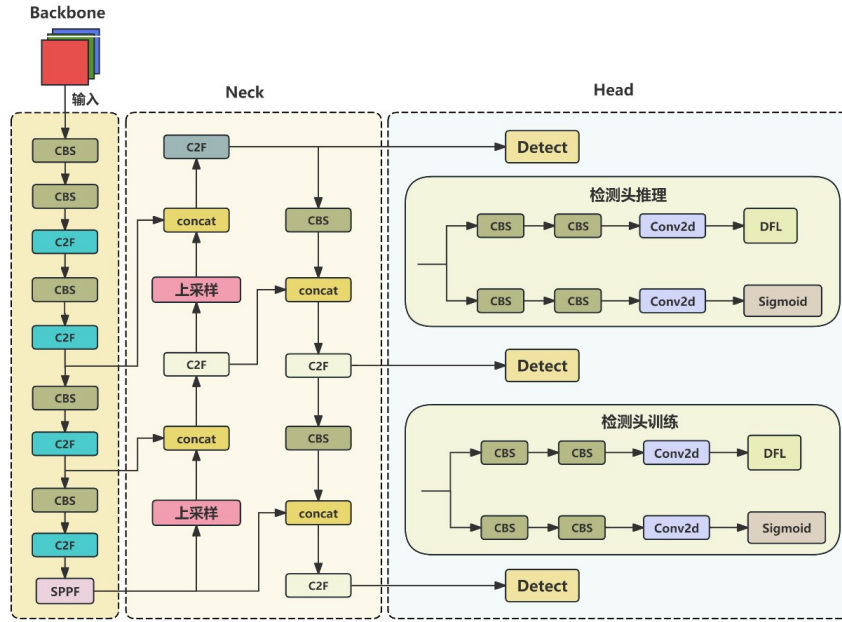 Backbone
输入
CBS
CBS
C2F
CBS
C2F
CBS
C2F
CBS
C2F
SPPF
Neck
C2F
concat
上采样
C2F
concat
上采样
CBS
concat
C2F
CBS
concat
C2F
Head
Detect
检测头推理
CBS CBS Conv2d DFL
CBS CBS Conv2d Sigmoid
Detect
检测头训练
CBS CBS Conv2d DFL
CBS CBS Conv2d Sigmoid
Detect